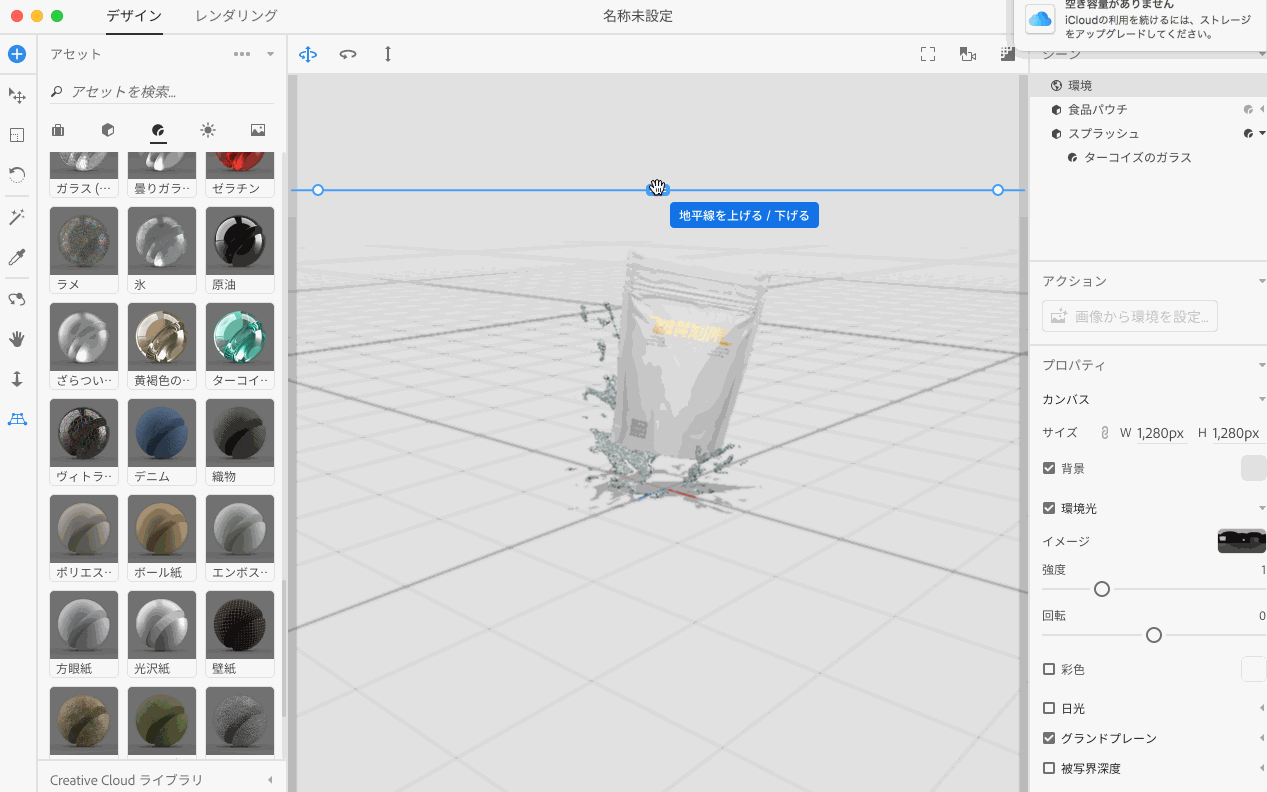 デザイン
レンダリング
名称未設定
空き容量がありません
iCloudの利用を続けるには、ストレージ
をアップグレードしてください。
アセット
アセットを検索...
ガラス (…
曇りガラ…
ゼラチン
ラメ
氷
原油
ざらつい…
黄褐色の…
ターコイ…
ヴィトラ…
デニム
織物
ポリエス…
ボール紙
エンボス…
方眼紙
光沢紙
壁紙
Creative Cloud ライブラリ
地平線を上げる / 下げる
シーン
環境
食品パウチ
スプラッシュ
ターコイズのガラス
アクション
画像から環境を設定...
プロパティ
カンバス
サイズ W 1,280px H 1,280px
背景
環境光
イメージ
強度 1
回転 0
彩色
日光
グランドプレーン
被写界深度